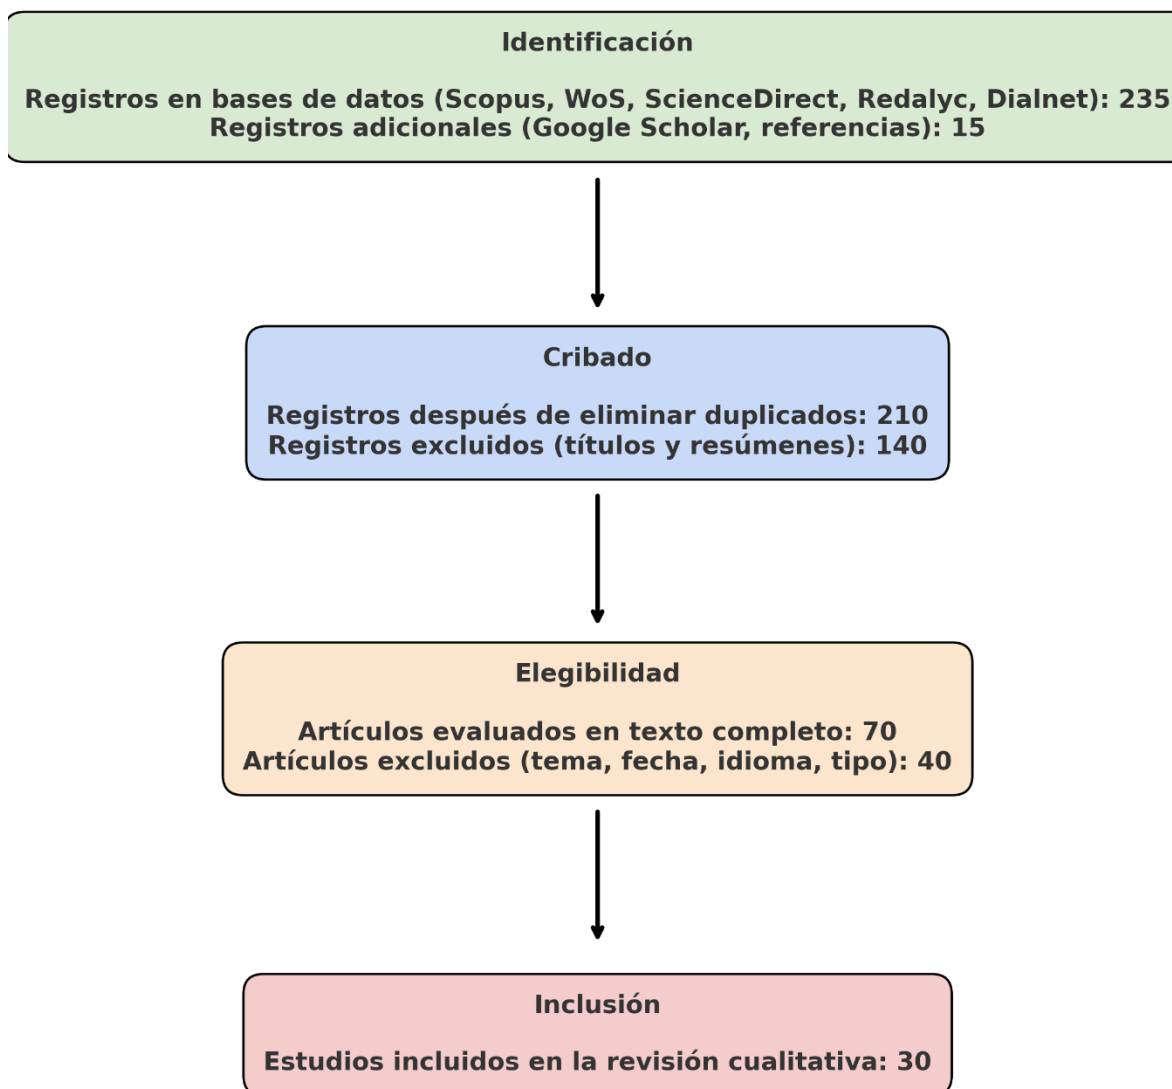 Identificación
Registros en bases de datos (Scopus, WoS, ScienceDirect, Redalyc, Dialnet): 235
Registros adicionales (Google Scholar, referencias): 15
Cribado
Registros después de eliminar duplicados: 210
Registros excluidos (títulos y resúmenes): 140
Elegibilidad
Artículos evaluados en texto completo: 70
Artículos excluidos (tema, fecha, idioma, tipo): 40
Inclusión
Estudios incluidos en la revisión cualitativa: 30